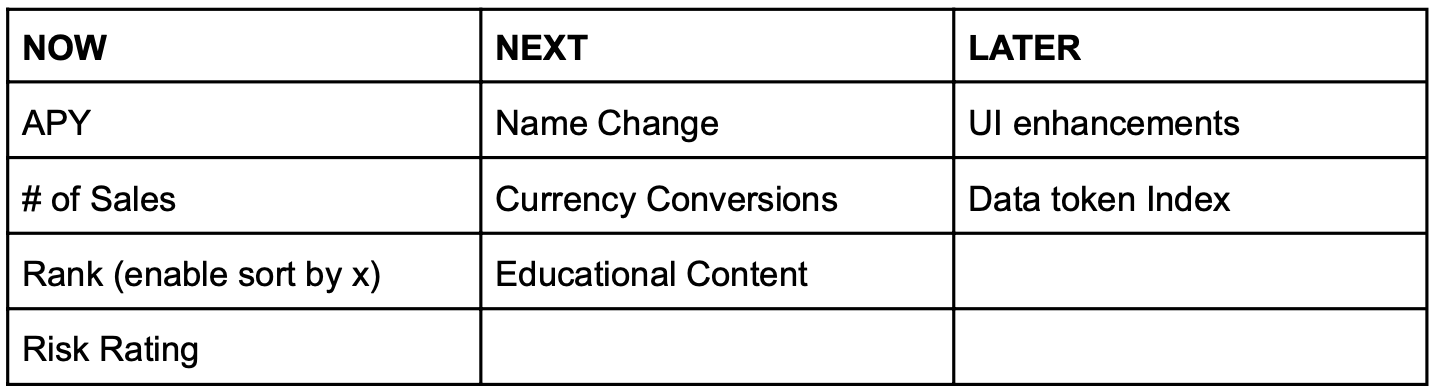 NOW NEXT LATER
APY Name Change UI enhancements
# of Sales Currency Conversions Data token Index
Rank (enable sort by x) Educational Content
Risk Rating